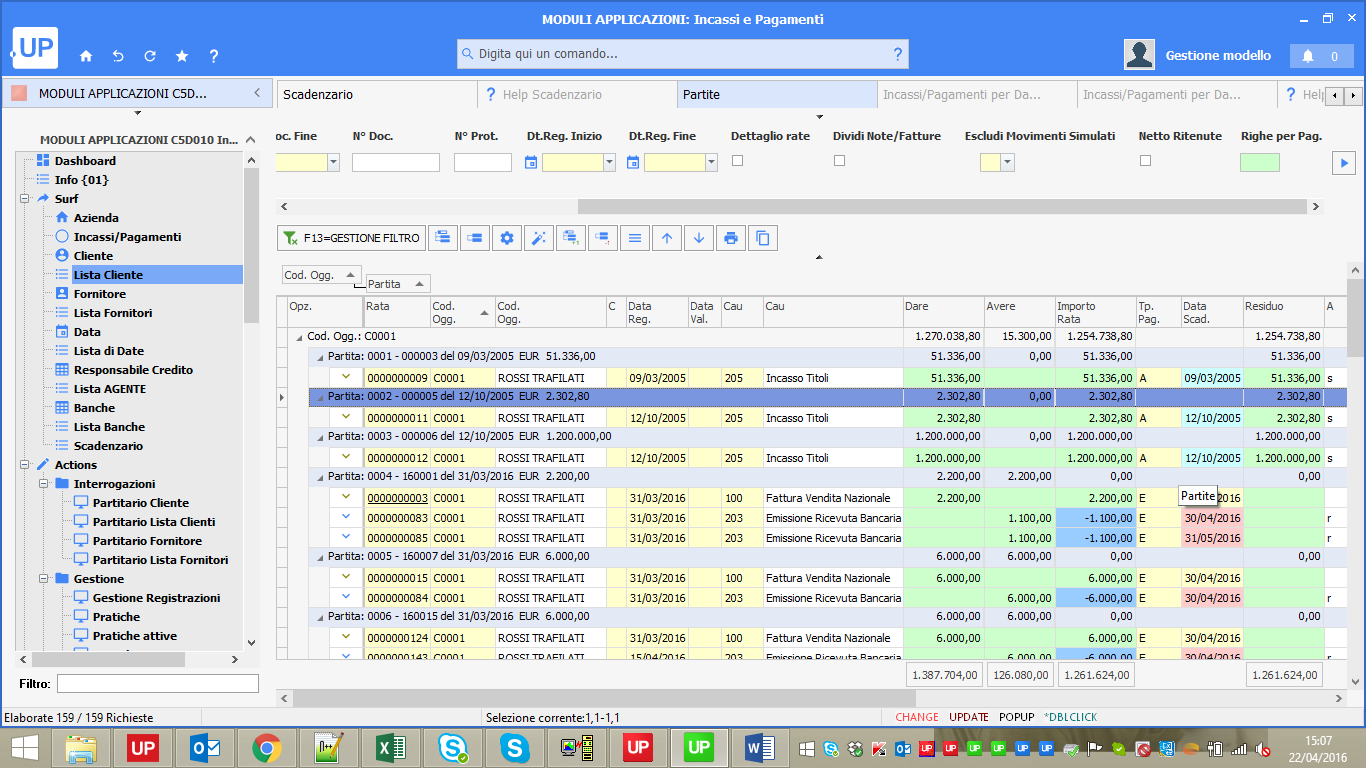 MODULI APPLICAZIONI: Incassi e Pagamenti
UP
Digita qui un comando... ?
Gestione modello
0
MODULI APPLICAZIONI C5D...
Scadenzario
? Help Scadenzario
Partite
Incassi/Pagamenti per Da...
Incassi/Pagamenti per Da...
? Help
MODULI APPLICAZIONI C5D010 In...
Dashboard
Info {01}
Surf
Azienda
Incassi/Pagamenti
Cliente
Lista Cliente
Fornitore
Lista Fornitori
Data
Lista di Date
Responsabile Credito
Lista AGENTE
Banche
Lista Banche
Scadenzario
Actions
Interrogazioni
Partitario Cliente
Partitario Lista Clienti
Partitario Fornitore
Partitario Lista Fornitori
Gestione
Gestione Registrazioni
Pratiche
Pratiche attive
Filtro:
oc. Fine N° Doc. N° Prot. Dt.Reg. Inizio Dt.Reg. Fine Dettaglio rate Dividi Note/Fatture Escludi Movimenti Simulati Netto Ritenute Righe per Pag.
F13=GESTIONE FILTRO
Cod. Ogg.
Partita
Opz. Rata Cod. Ogg. Cod. Ogg. C Data Reg. Data Val. Cau Cau Dare Avere Importo Rata Tp. Pag. Data Scad. Residuo A
Cod. Ogg.: C0001 1.270.038,80 15.300,00 1.254.738,80 1.254.738,80
Partita: 0001 - 000003 del 09/03/2005 EUR 51.336,00 51.336,00 0,00 51.336,00 51.336,00
0000000009 C0001 ROSSI TRAFILATI 09/03/2005 205 Incasso Titoli 51.336,00 51.336,00 A 09/03/2005 51.336,00 s
Partita: 0002 - 000005 del 12/10/2005 EUR 2.302,80 2.302,80 0,00 2.302,80 2.302,80
0000000011 C0001 ROSSI TRAFILATI 12/10/2005 205 Incasso Titoli 2.302,80 2.302,80 A 12/10/2005 2.302,80 s
Partita: 0003 - 000006 del 12/10/2005 EUR 1.200.000,00 1.200.000,00 0,00 1.200.000,00 1.200.000,00
0000000012 C0001 ROSSI TRAFILATI 12/10/2005 205 Incasso Titoli 1.200.000,00 1.200.000,00 A 12/10/2005 1.200.000,00 s
Partita: 0004 - 160001 del 31/03/2016 EUR 2.200,00 2.200,00 2.200,00 0,00 0,00
0000000003 C0001 ROSSI TRAFILATI 31/03/2016 100 Fattura Vendita Nazionale 2.200,00 2.200,00 E 2016
Partite
0000000083 C0001 ROSSI TRAFILATI 31/03/2016 203 Emissione Ricevuta Bancaria 1.100,00 -1.100,00 E 30/04/2016 r
0000000085 C0001 ROSSI TRAFILATI 31/03/2016 203 Emissione Ricevuta Bancaria 1.100,00 -1.100,00 E 31/05/2016 r
Partita: 0005 - 160007 del 31/03/2016 EUR 6.000,00 6.000,00 6.000,00 0,00 0,00
0000000015 C0001 ROSSI TRAFILATI 31/03/2016 100 Fattura Vendita Nazionale 6.000,00 6.000,00 E 30/04/2016
0000000084 C0001 ROSSI TRAFILATI 31/03/2016 203 Emissione Ricevuta Bancaria 6.000,00 -6.000,00 E 30/04/2016 r
Partita: 0006 - 160015 del 31/03/2016 EUR 6.000,00 6.000,00 6.000,00 0,00 0,00
0000000124 C0001 ROSSI TRAFILATI 31/03/2016 100 Fattura Vendita Nazionale 6.000,00 6.000,00 E 30/04/2016
0000000143 C0001 ROSSI TRAFILATI 15/04/2016 203 Emissione Ricevuta Bancaria 6.000,00 -6.000,00 E 30/04/2016 r
1.387.704,00 126.080,00 1.261.624,00 1.261.624,00
Elaborate 159 / 159 Richieste
Selezione corrente:1,1-1,1
CHANGE UPDATE POPUP *DBLCLICK
UP UP UP
15:07
22/04/2016